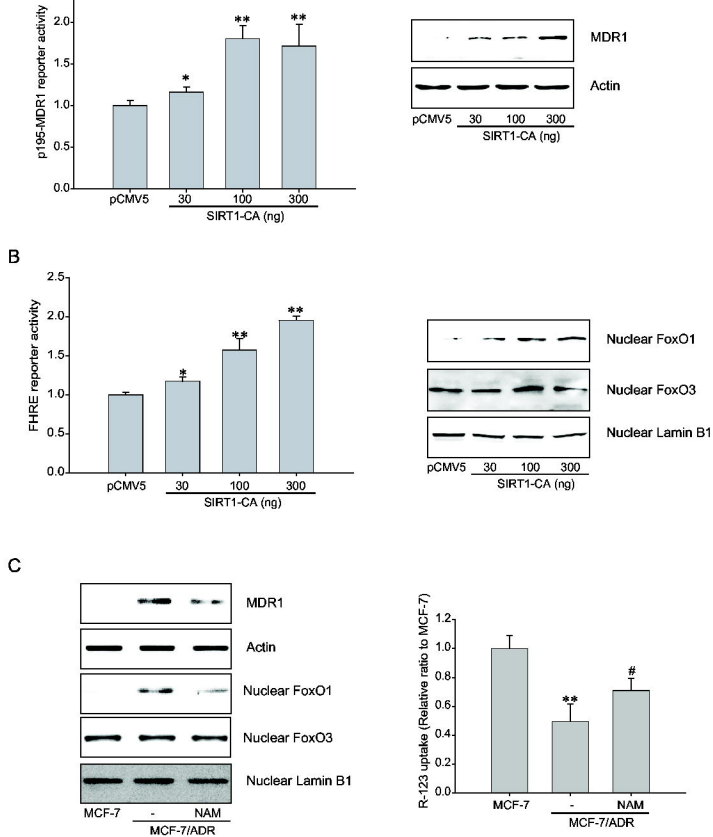 p195-MDR1 reporter activity
2.0
1.5
1.0
0.5
0.0
*
**
**
pCMV5 30 100 300
SIRT1-CA (ng)
MDR1
Actin
pCMV5 30 100 300
SIRT1-CA (ng)
B
FHRE reporter activity
2.5
2.0
1.5
1.0
0.5
0.0
*
**
**
pCMV5 30 100 300
SIRT1-CA (ng)
Nuclear FoxO1
Nuclear FoxO3
Nuclear Lamin B1
pCMV5 30 100 300
SIRT1-CA (ng)
C
MDR1
Actin
Nuclear FoxO1
Nuclear FoxO3
Nuclear Lamin B1
MCF-7 - NAM
MCF-7/ADR
R-123 uptake (Relative ratio to MCF-7)
1.2
1.0
0.8
0.6
0.4
0.2
0.0
**
#
MCF-7 - NAM
MCF-7/ADR